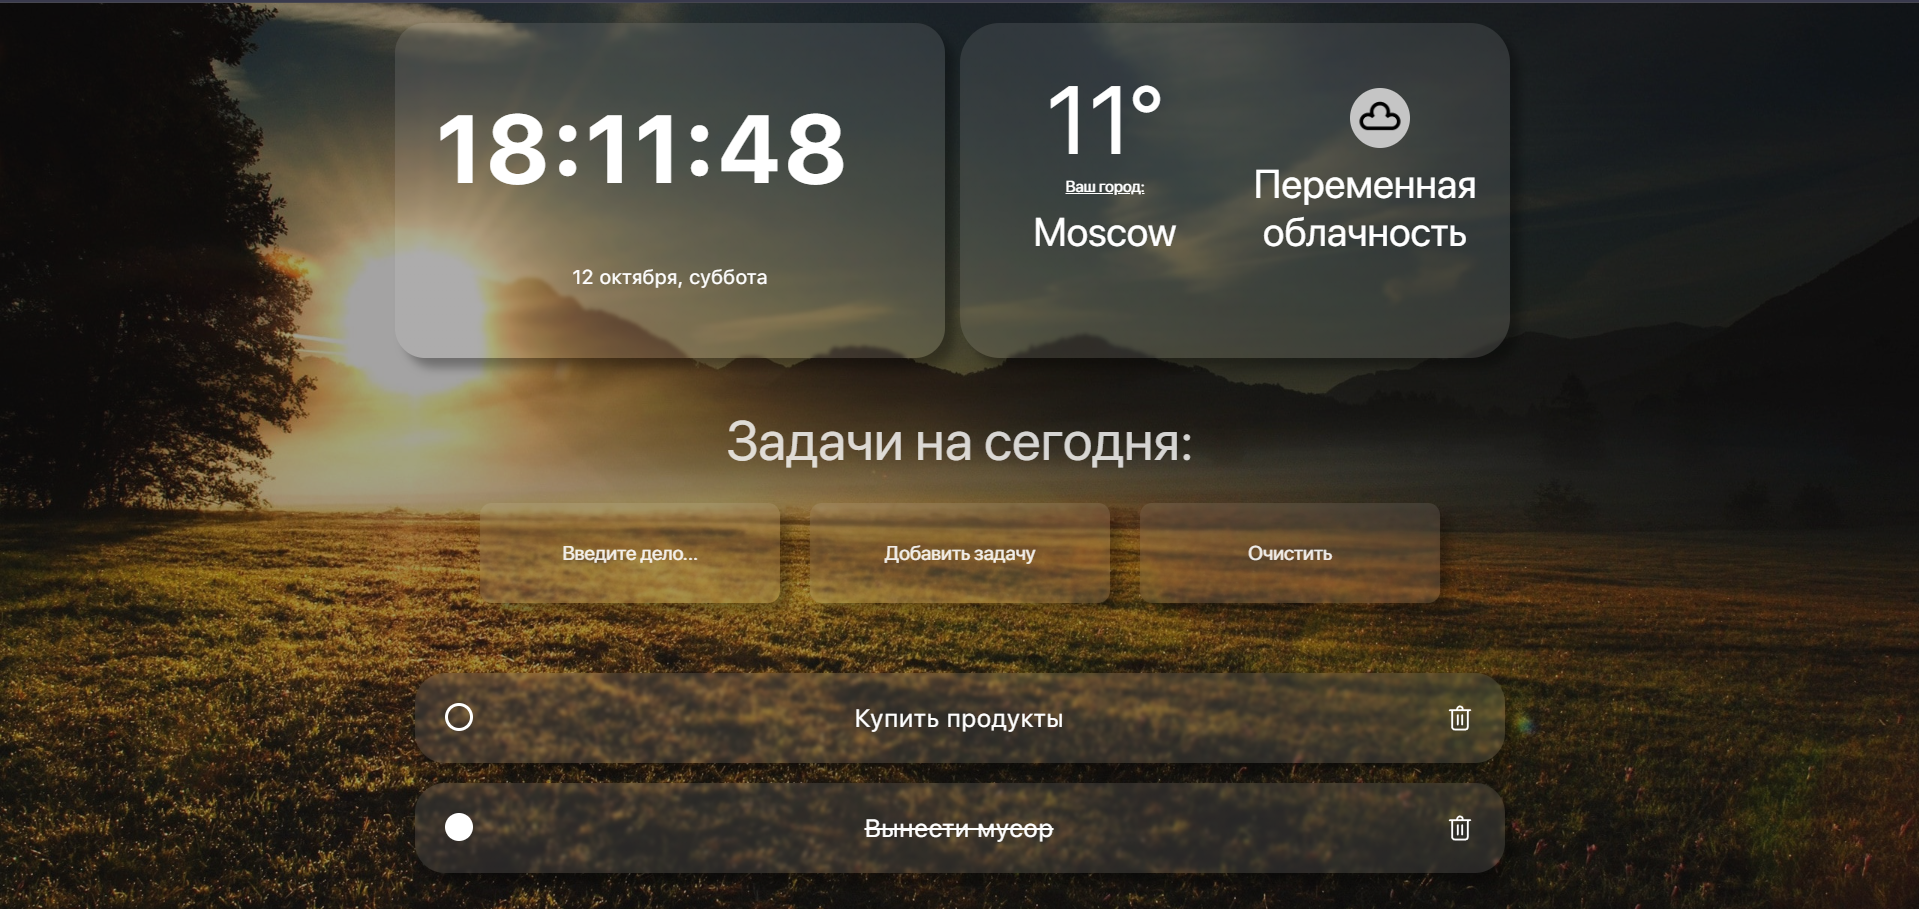 18:11:48
12 октября, суббота
11°
Ваш город:
Moscow
Переменная
облачность
Задачи на сегодня:
Введите дело...
Добавить задачу
Очистить
Купить продукты
Вынести мусор